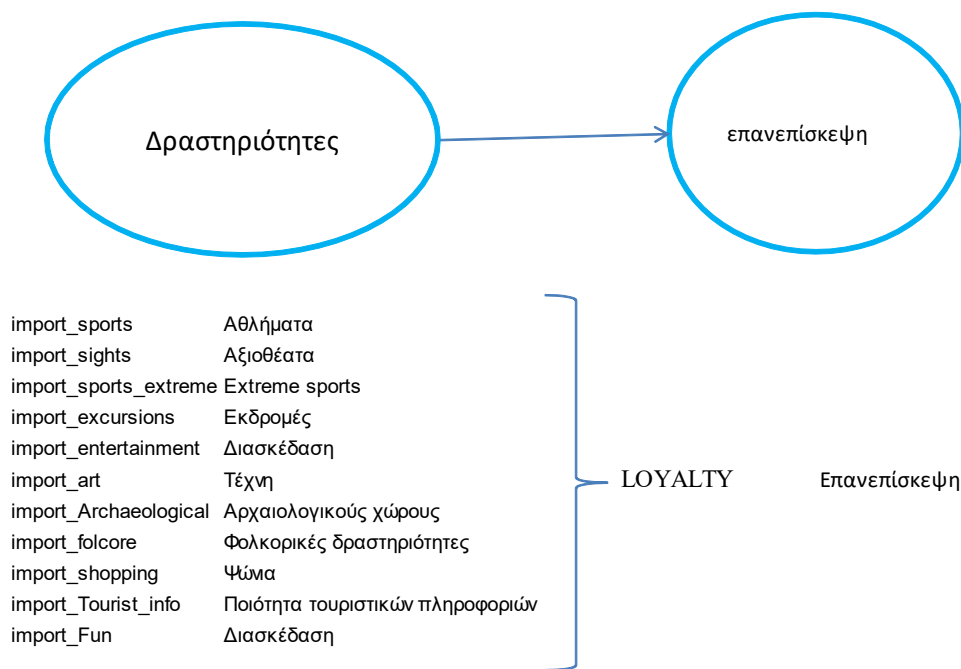 Δραστηριότητες
επανεπίσκεψη
import_sports Αθλήματα
import_sights Αξιοθέατα
import_sports_extreme Extreme sports
import_excursions Εκδρομές
import_entertainment Διασκέδαση
import_art Τέχνη
LOYALTY Επανεπίσκεψη
import_Archaeological Αρχαιολογικούς χώρους
import_folcore Φολκορικές δραστηριότητες
import_shopping Ψώνια
import_Tourist_info Ποιότητα τουριστικών πληροφοριών
import_Fun Διασκέδαση